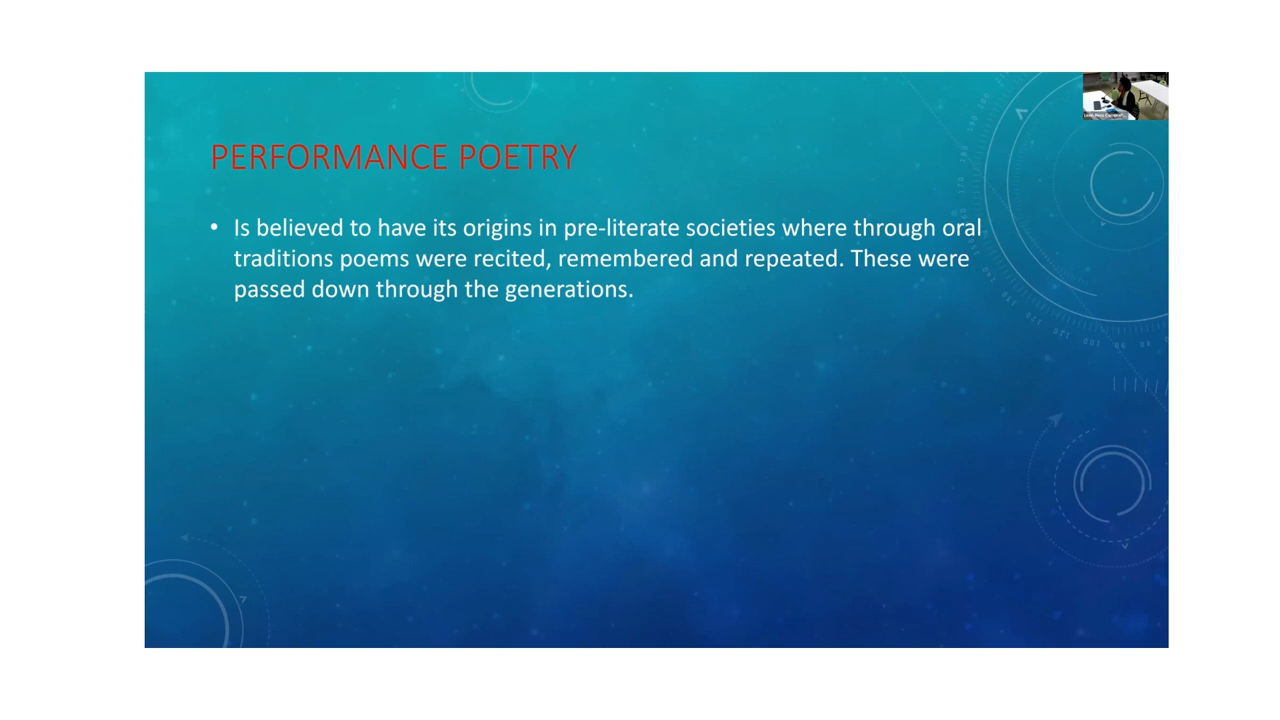 PERFORMANCE POETRY
• Is believed to have its origins in pre-literate societies where through oral
traditions poems were recited, remembered and repeated. These were
passed down through the generations.